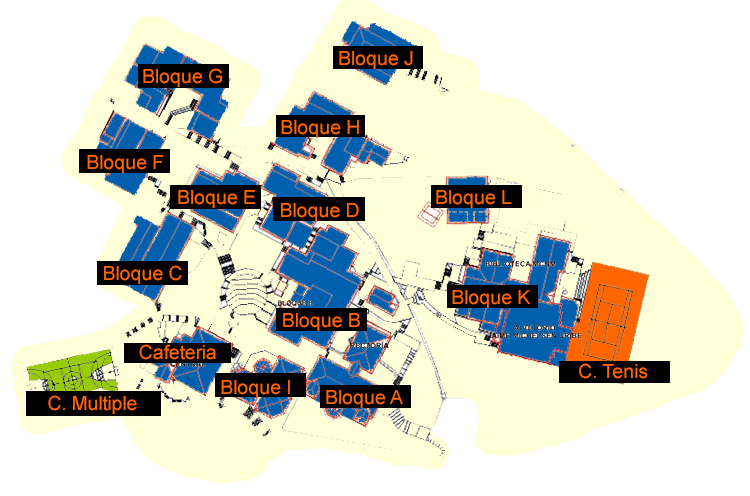 Bloque J
Bloque G
Bloque H
Bloque F
Bloque E
Bloque L
Bloque D
BIBLIOTECA
Bloque C
Bloque K
BLOQUE B
Bloque B
AUDITORIO
RECTORIA
Cafeteria
C. Tenis
Bloque I
Bloque A
C. Multiple